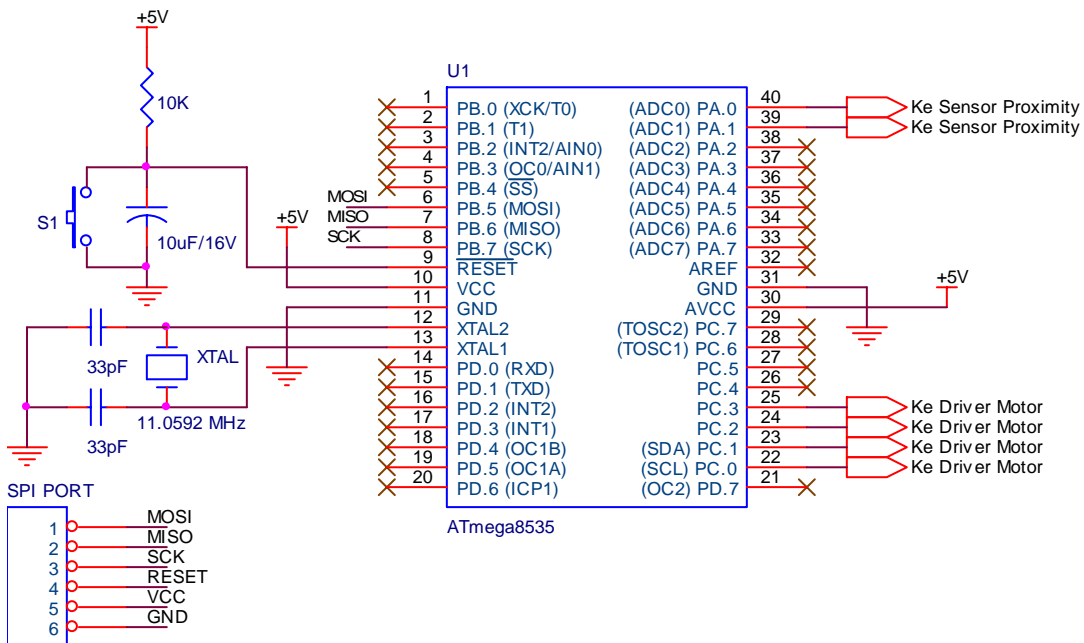 +5V
10K
S1
10uF/16V
+5V
MOSI
MISO
SCK
33pF
XTAL
33pF
11.0592 MHz
U1
1 PB.0 (XCK/T0)
2 PB.1 (T1)
3 PB.2 (INT2/AIN0)
4 PB.3 (OC0/AIN1)
5 PB.4 (SS)
6 PB.5 (MOSI)
7 PB.6 (MISO)
8 PB.7 (SCK)
9 RESET
10 VCC
11 GND
12 XTAL2
13 XTAL1
14 PD.0 (RXD)
15 PD.1 (TXD)
16 PD.2 (INT2)
17 PD.3 (INT1)
18 PD.4 (OC1B)
19 PD.5 (OC1A)
20 PD.6 (ICP1)
(ADC0) PA.0 40 Ke Sensor Proximity
(ADC1) PA.1 39 Ke Sensor Proximity
(ADC2) PA.2 38
(ADC3) PA.3 37
(ADC4) PA.4 36
(ADC5) PA.5 35
(ADC6) PA.6 34
(ADC7) PA.7 33
AREF 32
GND 31
AVCC 30
+5V
(TOSC2) PC.7 29
(TOSC1) PC.6 28
PC.5 27
PC.4 26
PC.3 25 Ke Driver Motor
PC.2 24 Ke Driver Motor
(SDA) PC.1 23 Ke Driver Motor
(SCL) PC.0 22 Ke Driver Motor
(OC2) PD.7 21
ATmega8535
SPI PORT
1 MOSI
2 MISO
3 SCK
4 RESET
5 VCC
6 GND